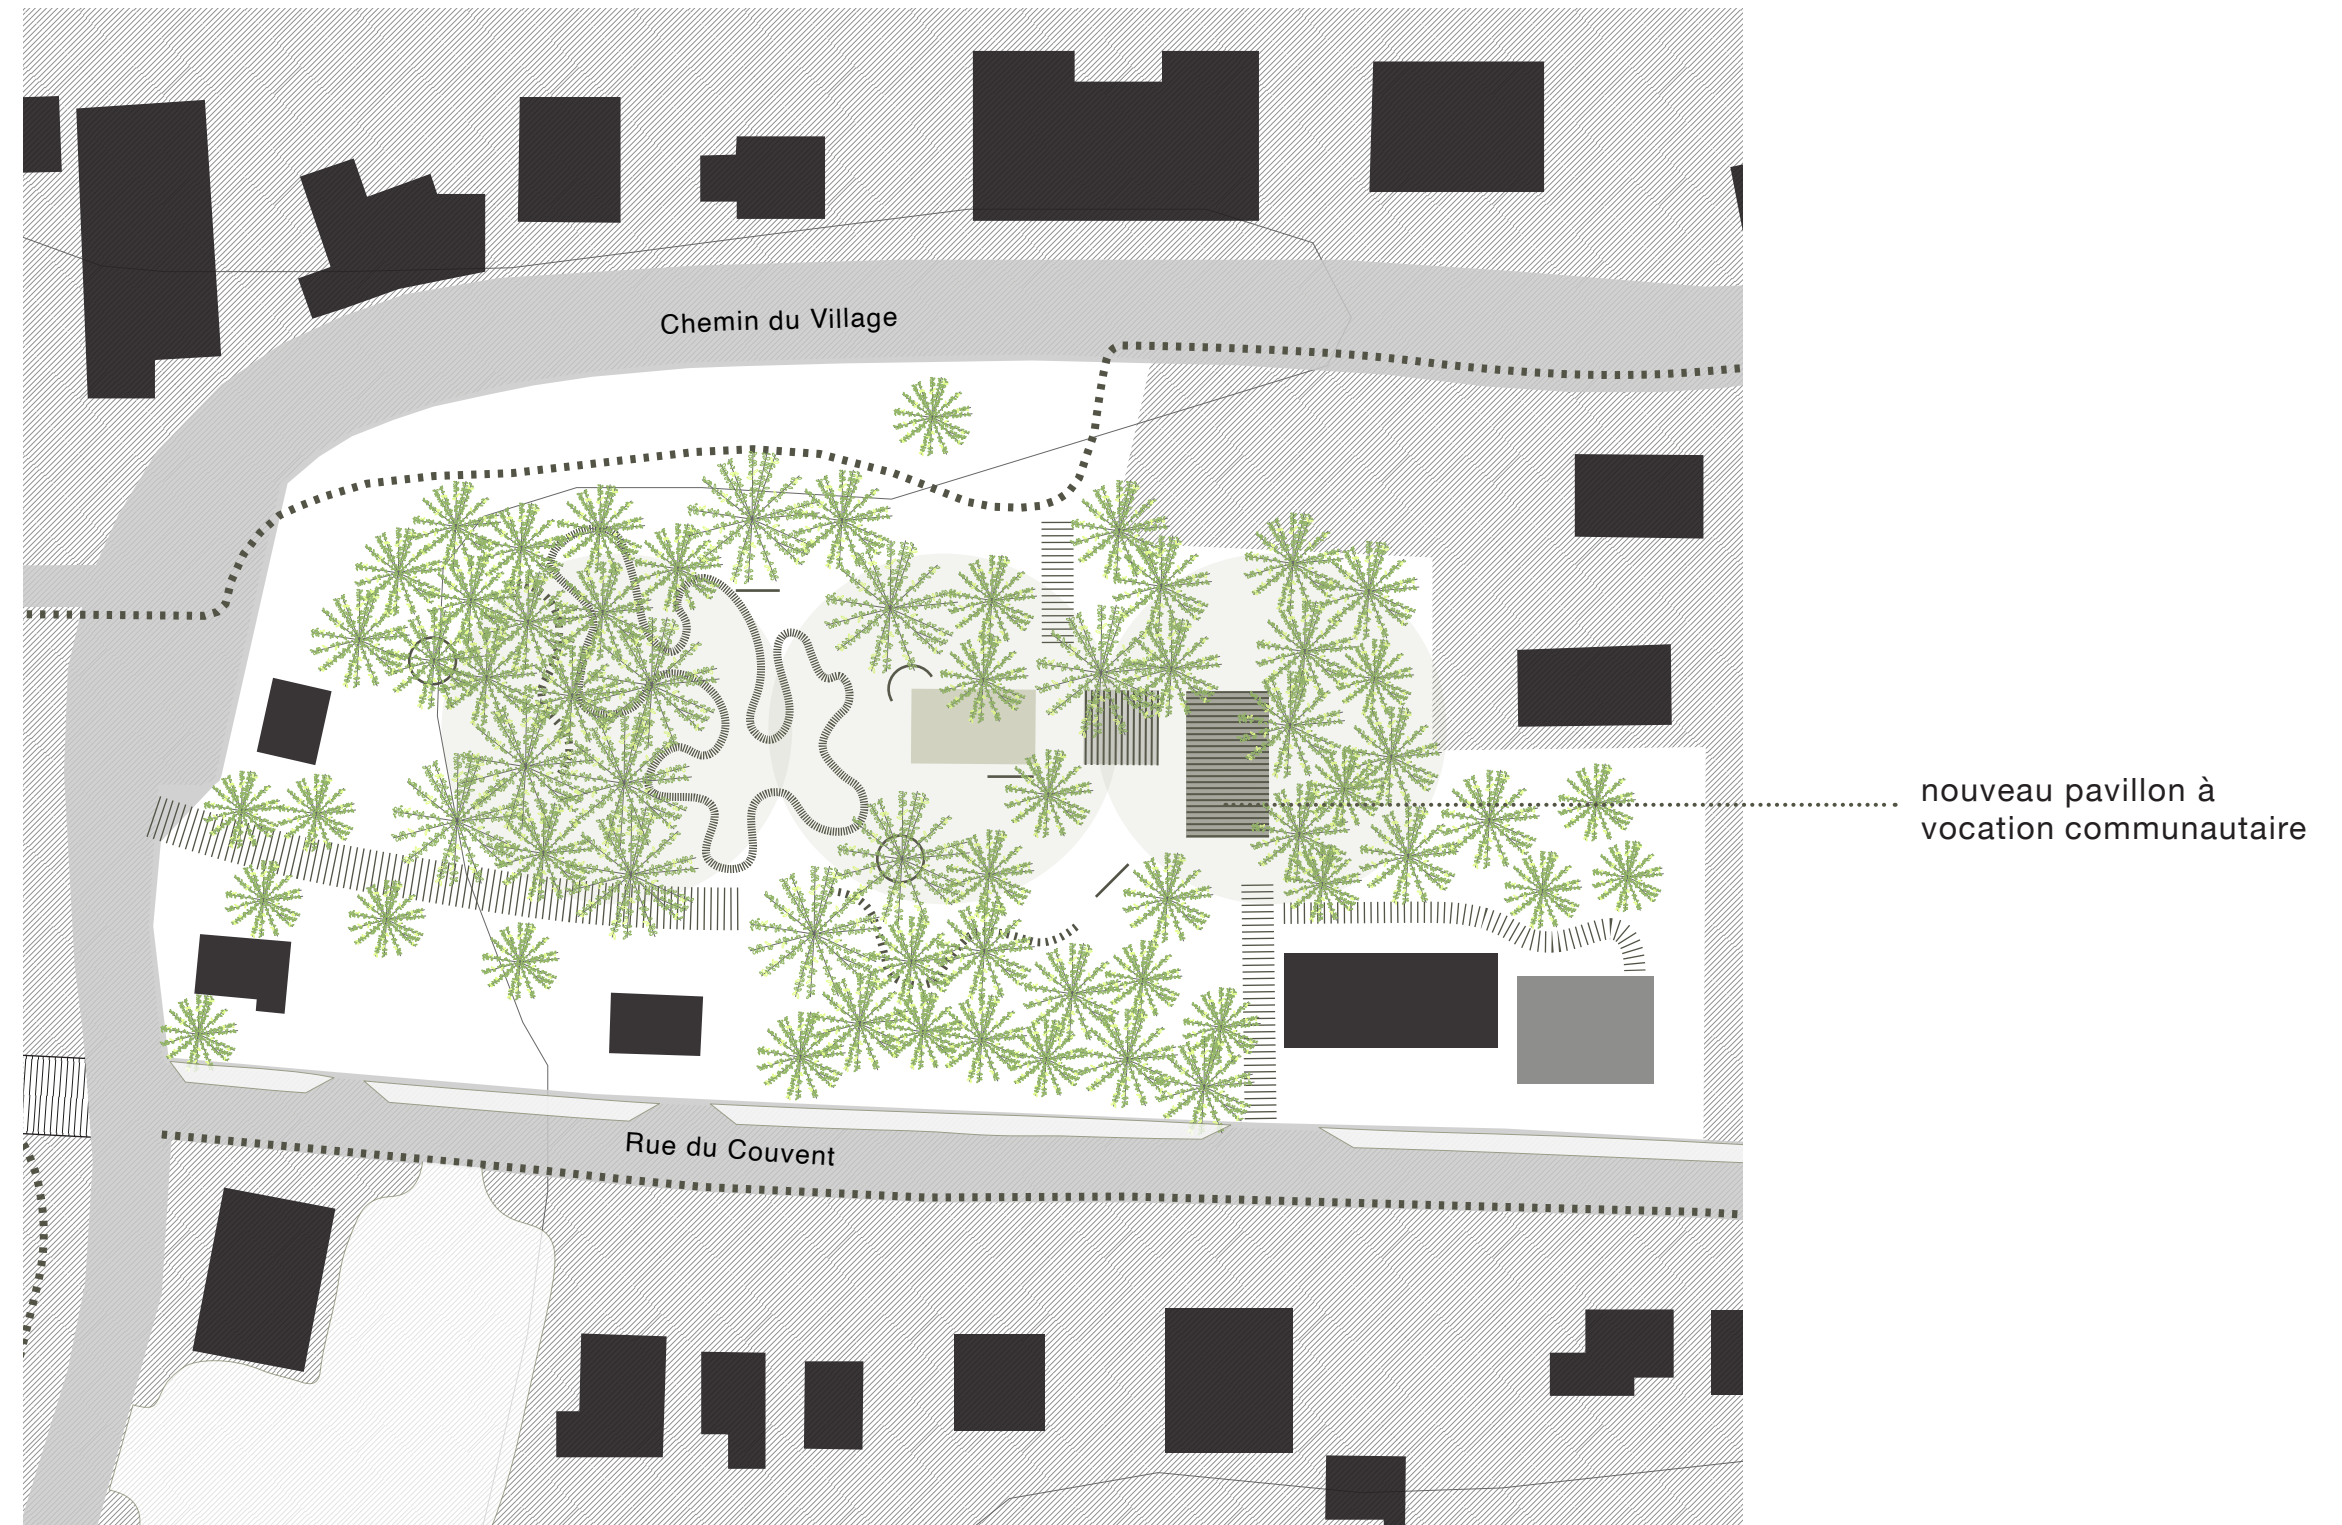 Chemin du Village
nouveau pavillon à
vocation communautaire
Rue du Couvent